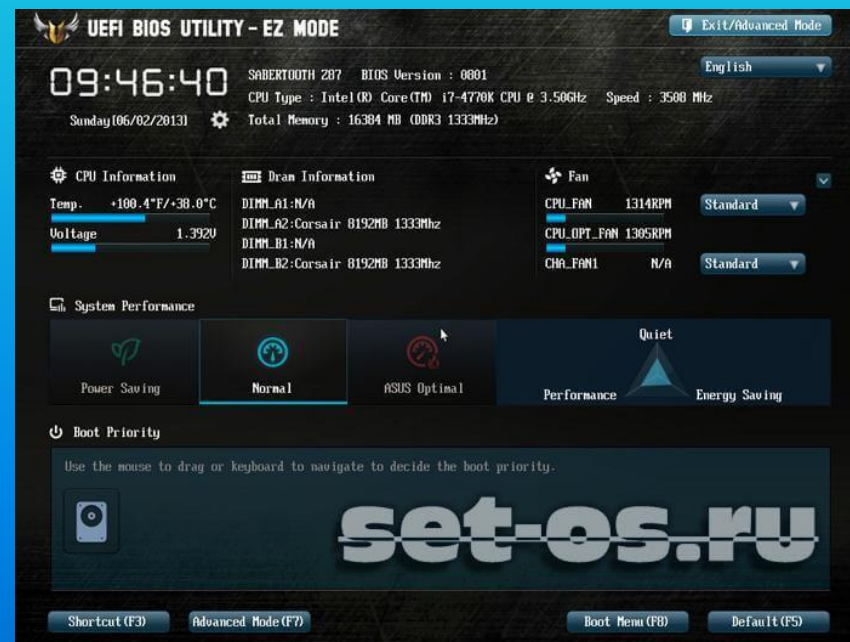 UEFI BIOS UTILITY - EZ MODE
Exit/Advanced Mode
English
09:46:40
Sunday[06/02/2013]
SABERTOOTH Z87 BIOS Version : 0801
CPU Type : Intel(R) Core(TM) i7-4770K CPU @ 3.50GHz Speed : 3508 MHz
Total Memory : 16384 MB (DDR3 1333MHz)
CPU Information
Temp. +100.4°F/+38.0°C
Voltage 1.392V
Dram Information
DIMM_A1:N/A
DIMM_A2:Corsair 8192MB 1333Mhz
DIMM_B1:N/A
DIMM_B2:Corsair 8192MB 1333Mhz
Fan
CPU_FAN 1314RPM Standard
CPU_OPT_FAN 1305RPM
CHA_FAN1 N/A Standard
System Performance
Power Saving
Normal
ASUS Optimal
Quiet
Performance
Energy Saving
Boot Priority
Use the mouse to drag or keyboard to navigate to decide the boot priority.
set-os.ru
Shortcut(F3)
Advanced Mode(F7)
Boot Menu(F8)
Default(F5)